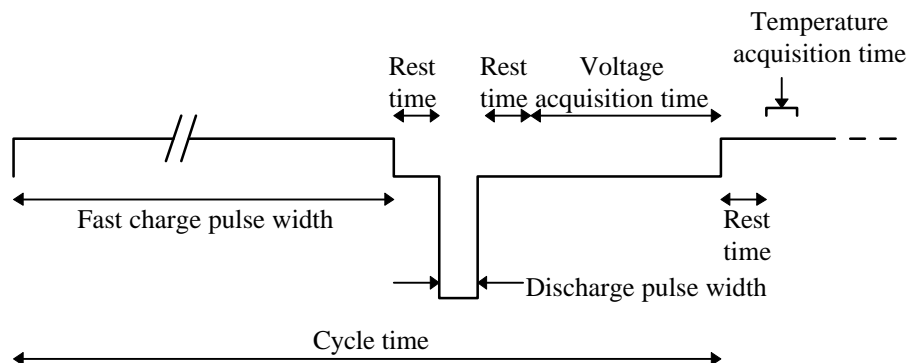 Temperature
acquisition time
Rest
time
Rest
time
Voltage
acquisition time
Fast charge pulse width
Rest
time
Discharge pulse width
Cycle time